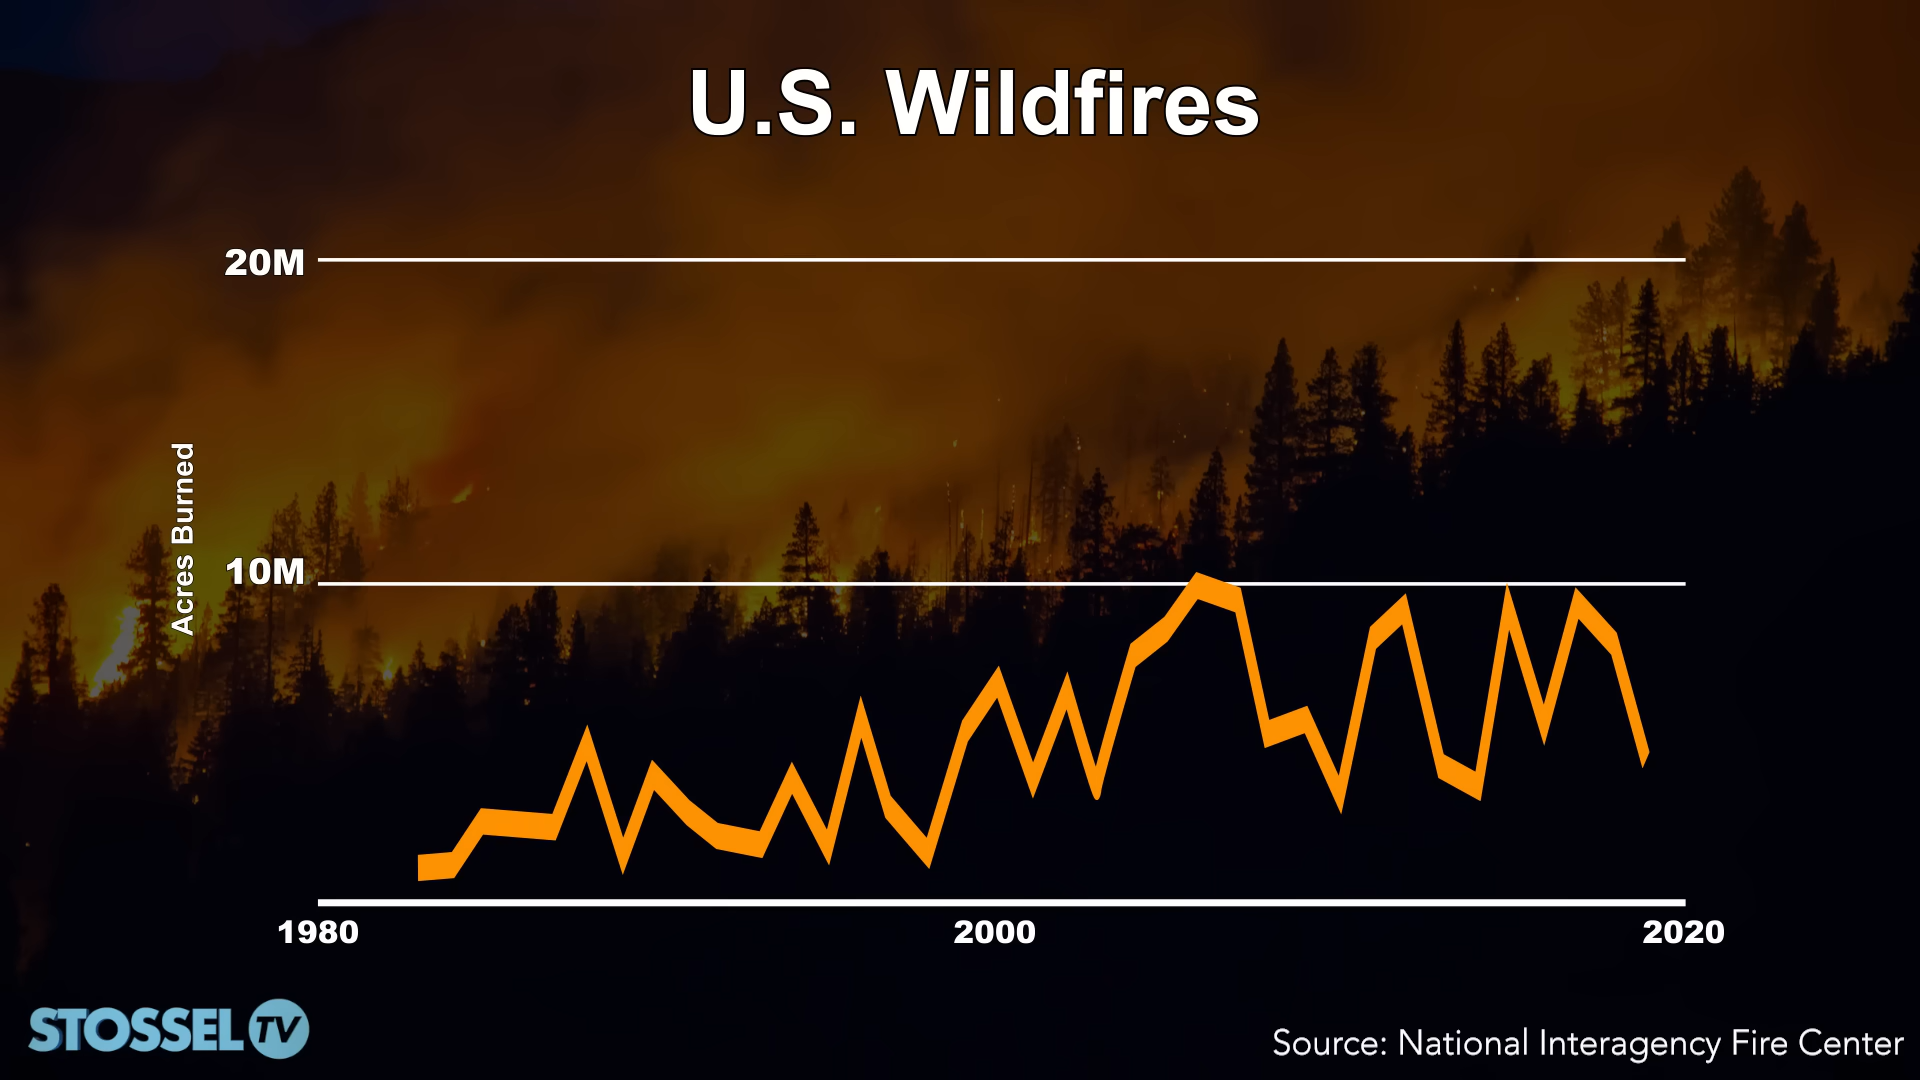 U.S. Wildfires
20M
Acres Burned
10M
1980 2000 2020
STOSSEL TV
Source: National Interagency Fire Center